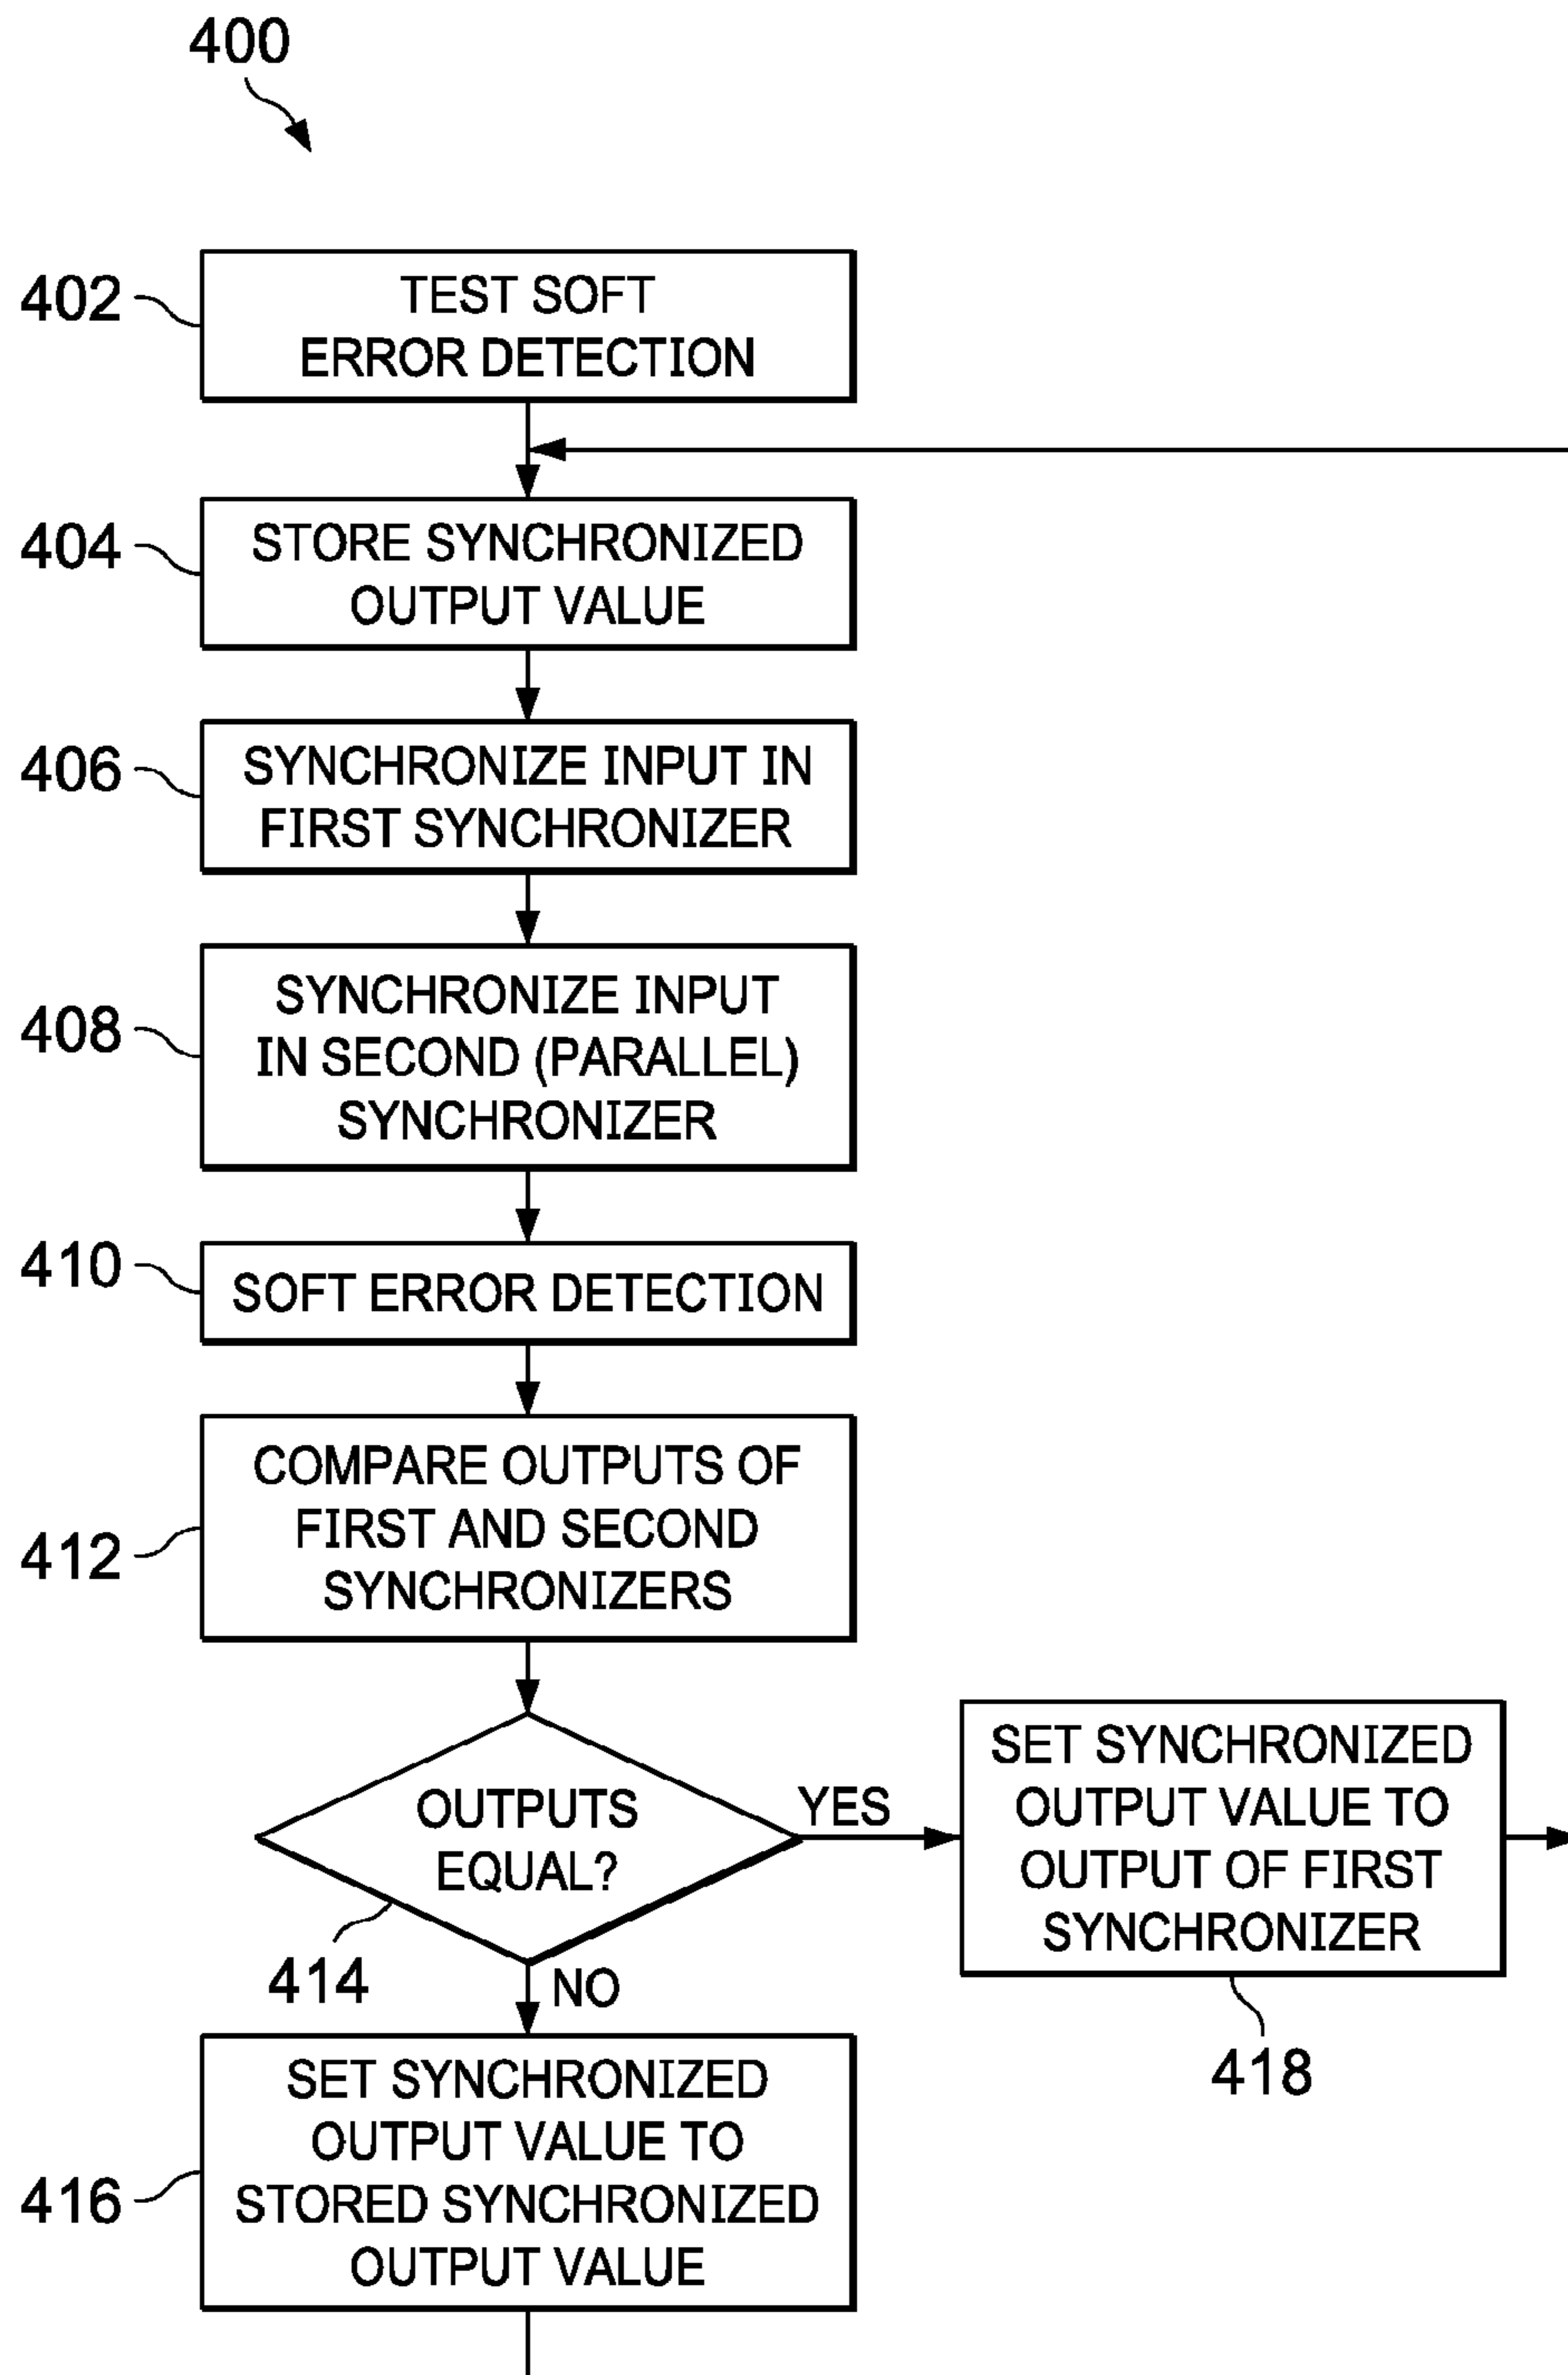 400
402
TEST SOFT
ERROR DETECTION
404
STORE SYNCHRONIZED
OUTPUT VALUE
406
SYNCHRONIZE INPUT IN
FIRST SYNCHRONIZER
408
SYNCHRONIZE INPUT
IN SECOND (PARALLEL)
SYNCHRONIZER
410
SOFT ERROR DETECTION
412
COMPARE OUTPUTS OF
FIRST AND SECOND
SYNCHRONIZERS
OUTPUTS
EQUAL?
414
YES
SET SYNCHRONIZED
OUTPUT VALUE TO
OUTPUT OF FIRST
SYNCHRONIZER
418
NO
416
SET SYNCHRONIZED
OUTPUT VALUE TO
STORED SYNCHRONIZED
OUTPUT VALUE